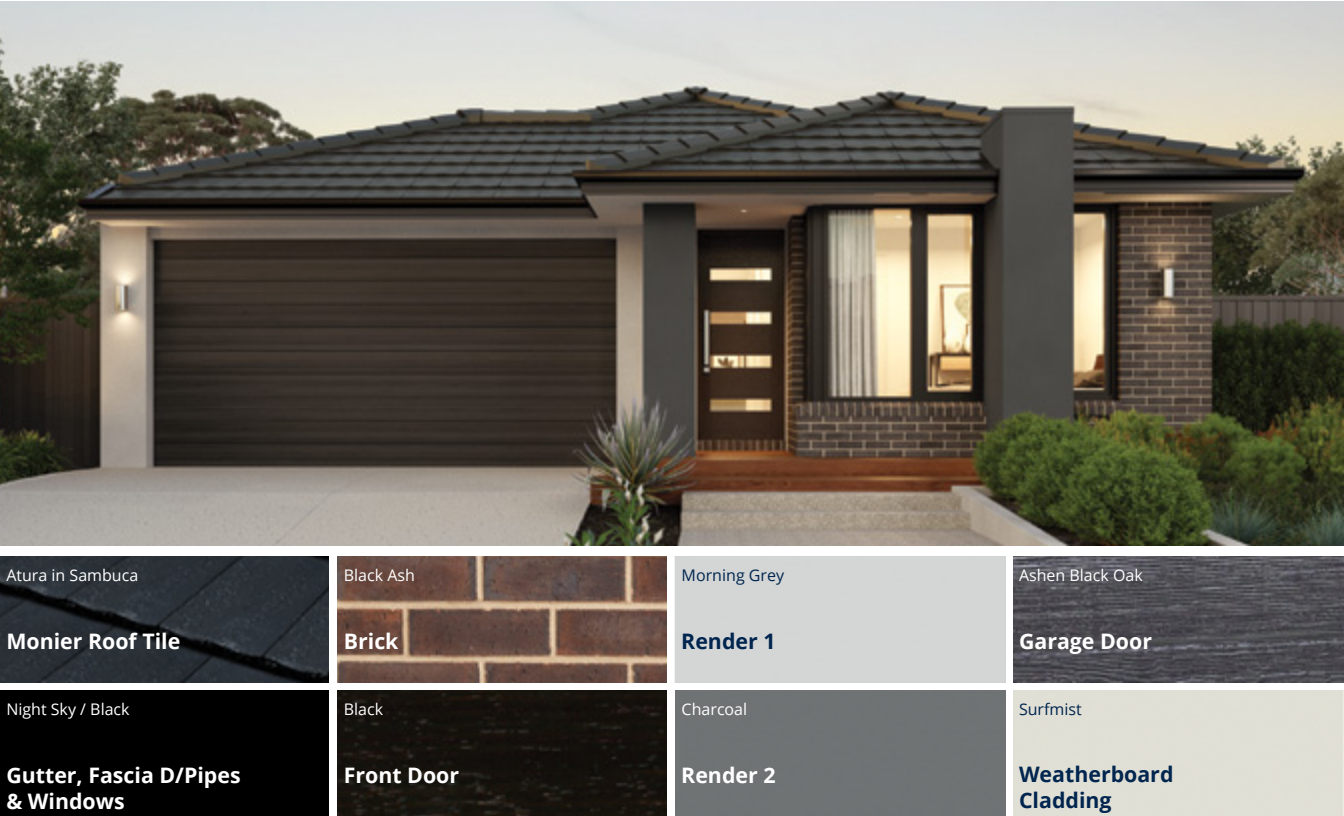 Atura in Sambuca
Monier Roof Tile
Black Ash
Brick
Morning Grey
Render 1
Ashen Black Oak
Garage Door
Night Sky / Black
Gutter, Fascia D/Pipes
& Windows
Black
Front Door
Charcoal
Render 2
Surfmist
Weatherboard
Cladding